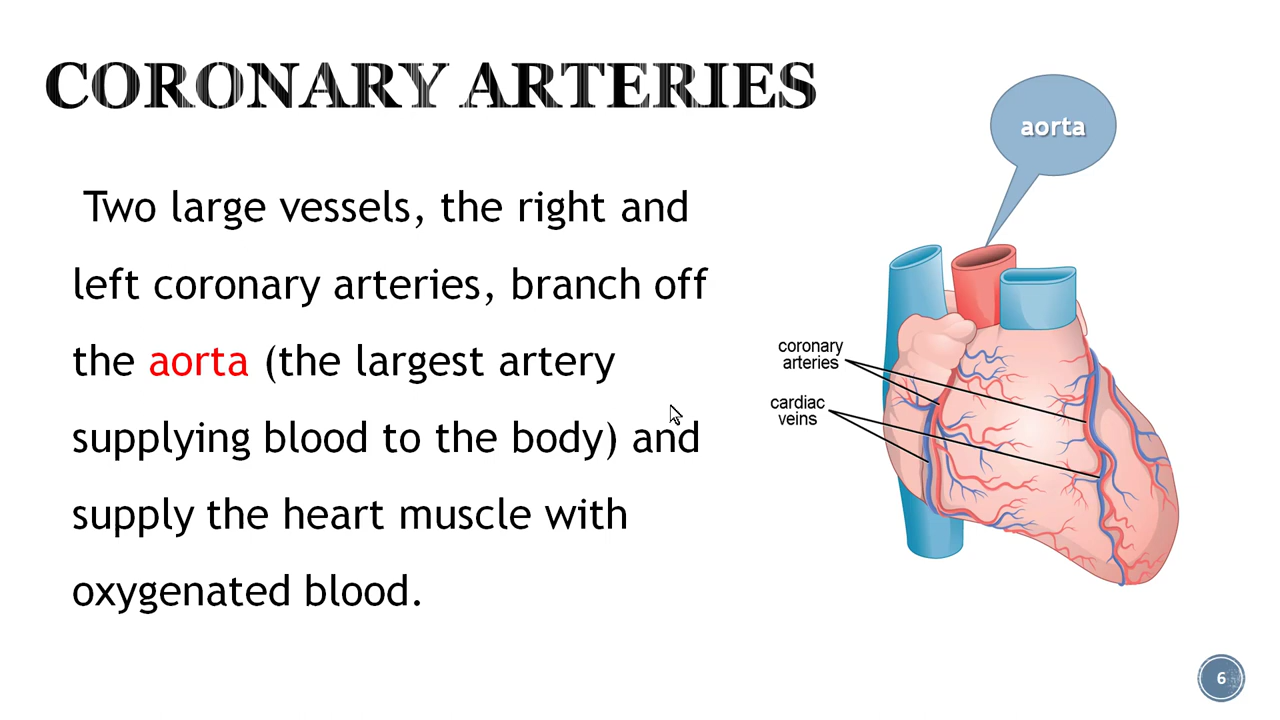 CORONARY ARTERIES
aorta
Two large vessels, the right and
left coronary arteries, branch off
the aorta (the largest artery
supplying blood to the body) and
supply the heart muscle with
oxygenated blood.
coronary
arteries
cardiac
veins
6